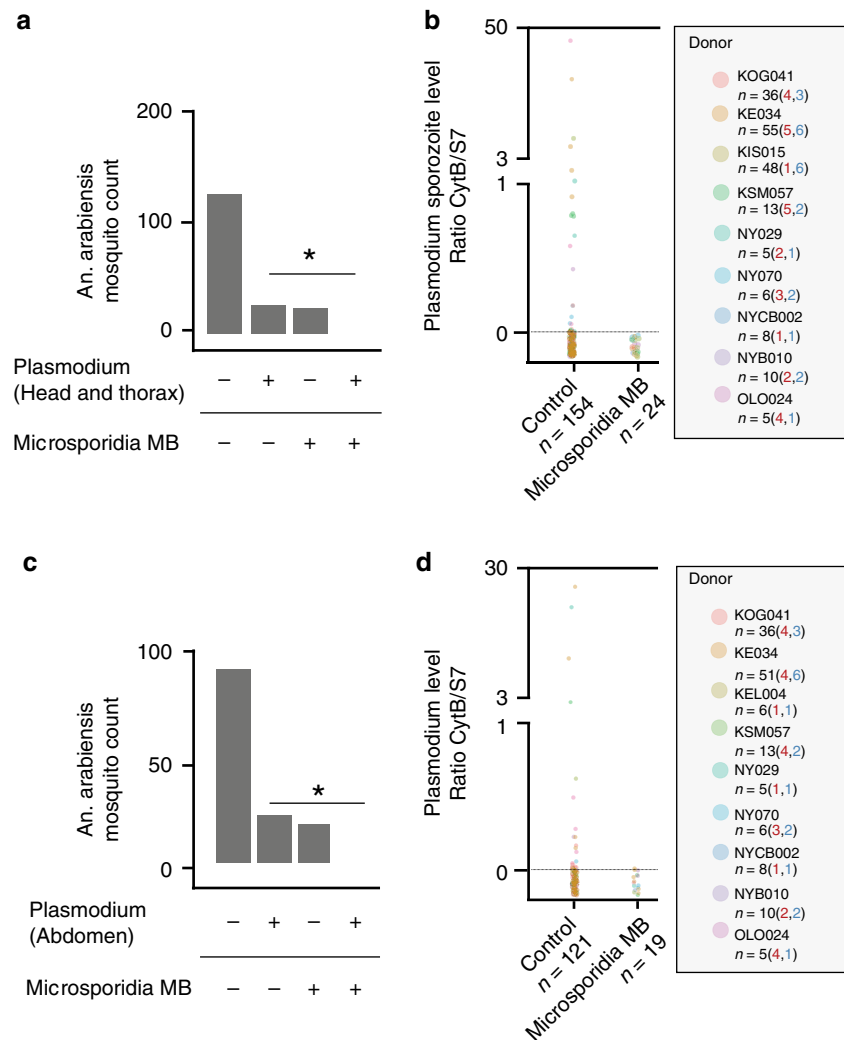 a
200
100
0
An. arabiensis
mosquito count
*
Plasmodium
(Head and thorax)
– + – +
Microsporidia MB
– – + +
b
50
3
1
0
Plasmodium sporozoite level
Ratio CytB/S7
Control
n = 154
Microsporidia MB
n = 24
Donor
KOG041
n = 36(4,3)
KE034
n = 55(5,6)
KIS015
n = 48(1,6)
KSM057
n = 13(5,2)
NY029
n = 5(2,1)
NY070
n = 6(3,2)
NYCB002
n = 8(1,1)
NYB010
n = 10(2,2)
OLO024
n = 5(4,1)
c
100
50
0
An. arabiensis
mosquito count
*
Plasmodium
(Abdomen)
– + – +
Microsporidia MB
– – + +
d
30
3
1
0
Plasmodium level
Ratio CytB/S7
Control
n = 121
Microsporidia MB
n = 19
Donor
KOG041
n = 36(4,3)
KE034
n = 51(4,6)
KEL004
n = 6(1,1)
KSM057
n = 13(4,2)
NY029
n = 5(1,1)
NY070
n = 6(3,2)
NYCB002
n = 8(1,1)
NYB010
n = 10(2,2)
OLO024
n = 5(4,1)